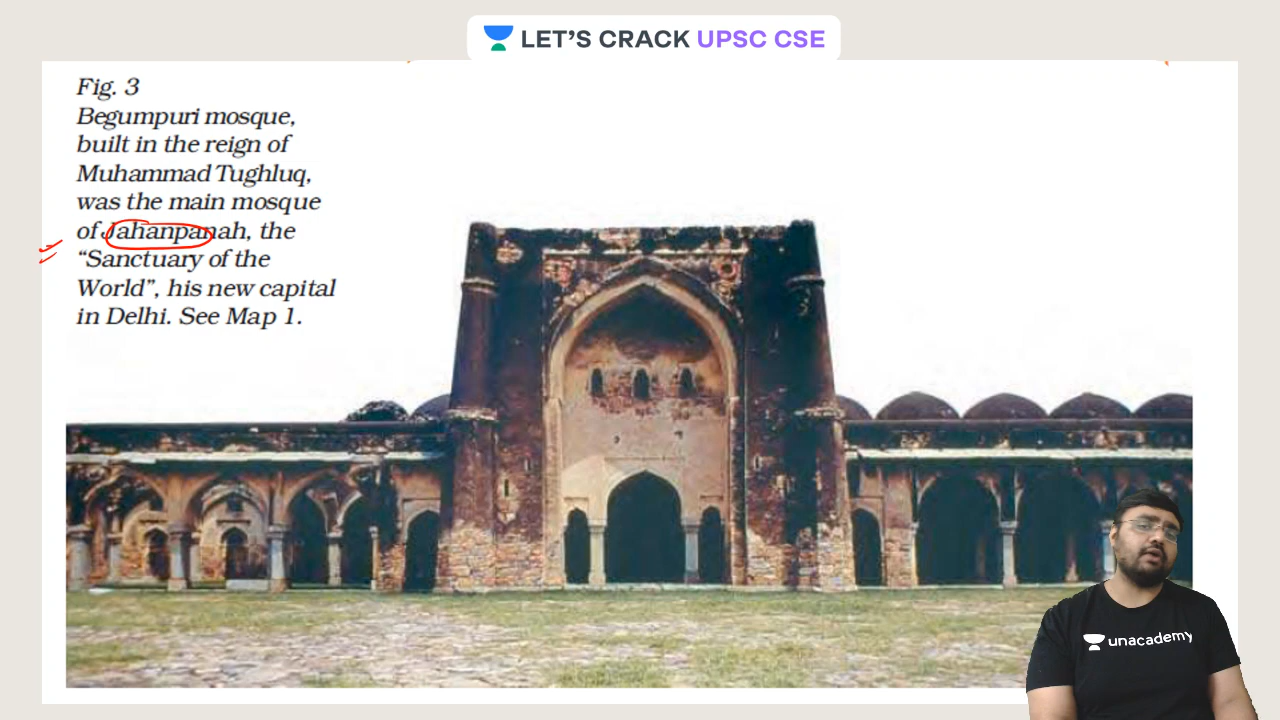 LET'S CRACK UPSC CSE
Fig. 3
Begumpuri mosque,
built in the reign of
Muhammad Tughluq,
was the main mosque
of Jahanpanah, the
“Sanctuary of the
World”, his new capital
in Delhi. See Map 1.
unacademy